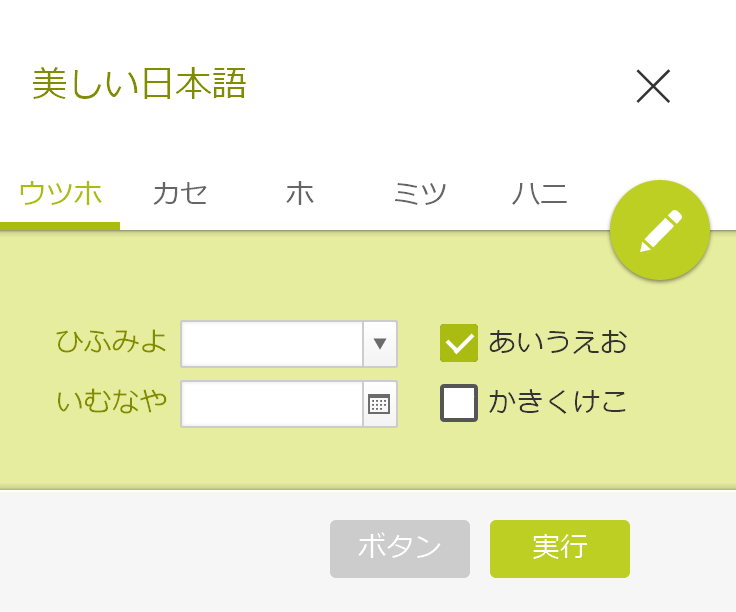 美しい日本語
ウツホ カセ ホ ミツ ハニ
ひふみよ あいうえお
いむなや かきくけこ
ボタン 実行